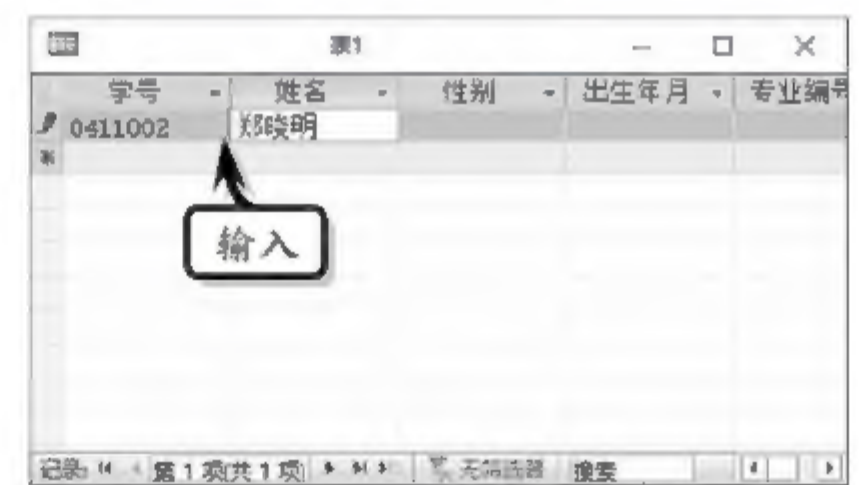 表1
学号 姓名 性别 出生年月 专业编号
0411002 郑晓明
输入
记录: 第 1 项(共 1 项) 无筛选器 搜索